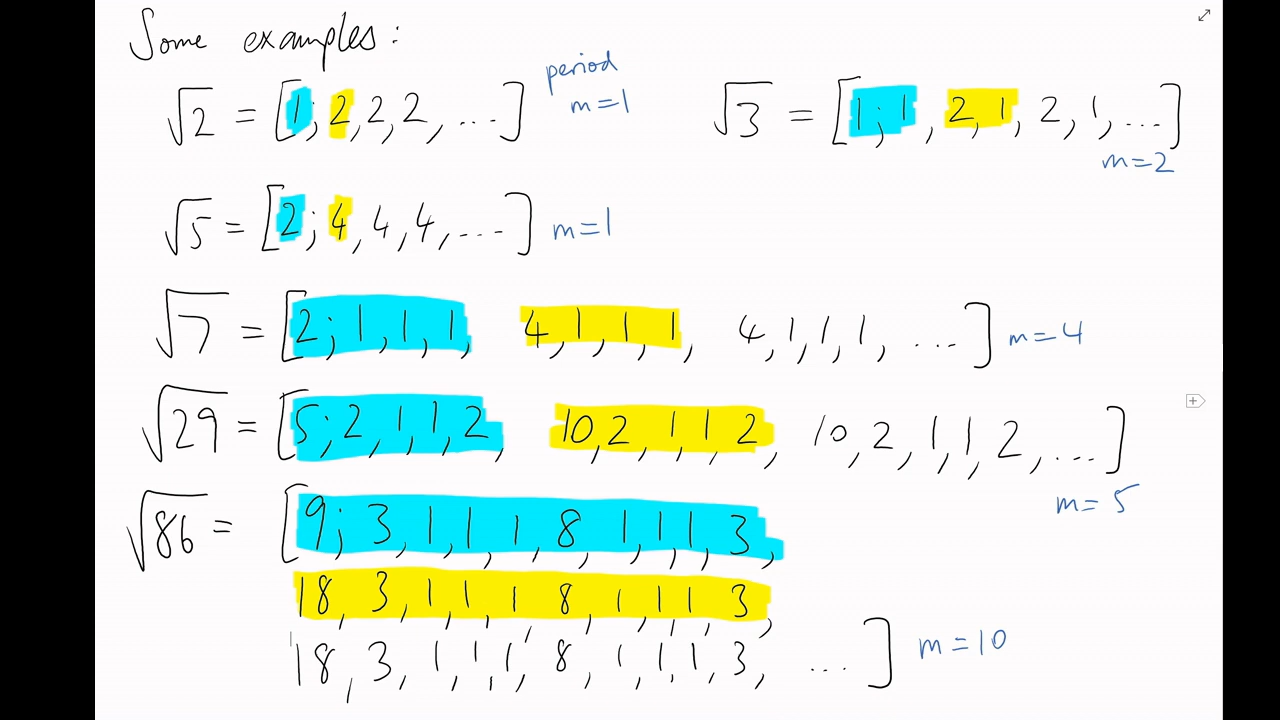 Some examples:
√2 = [1; 2, 2, 2, ...] period m=1
√3 = [1; 1, 2, 1, 2, 1, ...] m=2
√5 = [2; 4, 4, 4, ...] m=1
√7 = [2; 1, 1, 1, 4, 1, 1, 1, 4, 1, 1, 1, ...] m=4
√29 = [5; 2, 1, 1, 2, 10, 2, 1, 1, 2, 10, 2, 1, 1, 2, ...] m=5
√86 = [9; 3, 1, 1, 1, 8, 1, 1, 1, 3,
18, 3, 1, 1, 1, 8, 1, 1, 1, 3,
18, 3, 1, 1, 1, 8, 1, 1, 1, 3, ...] m=10